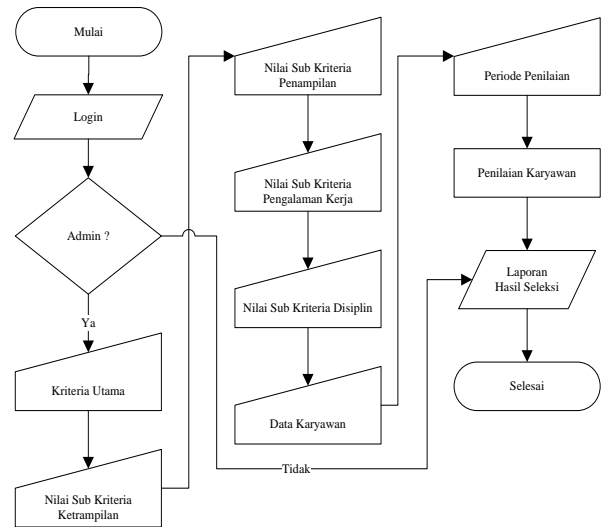 Mulai
Login
Admin ?
Ya
Kriteria Utama
Nilai Sub Kriteria
Ketrampilan
Nilai Sub Kriteria
Penampilan
Nilai Sub Kriteria
Pengalaman Kerja
Nilai Sub Kriteria Disiplin
Data Karyawan
Tidak
Periode Penilaian
Penilaian Karyawan
Laporan
Hasil Seleksi
Selesai